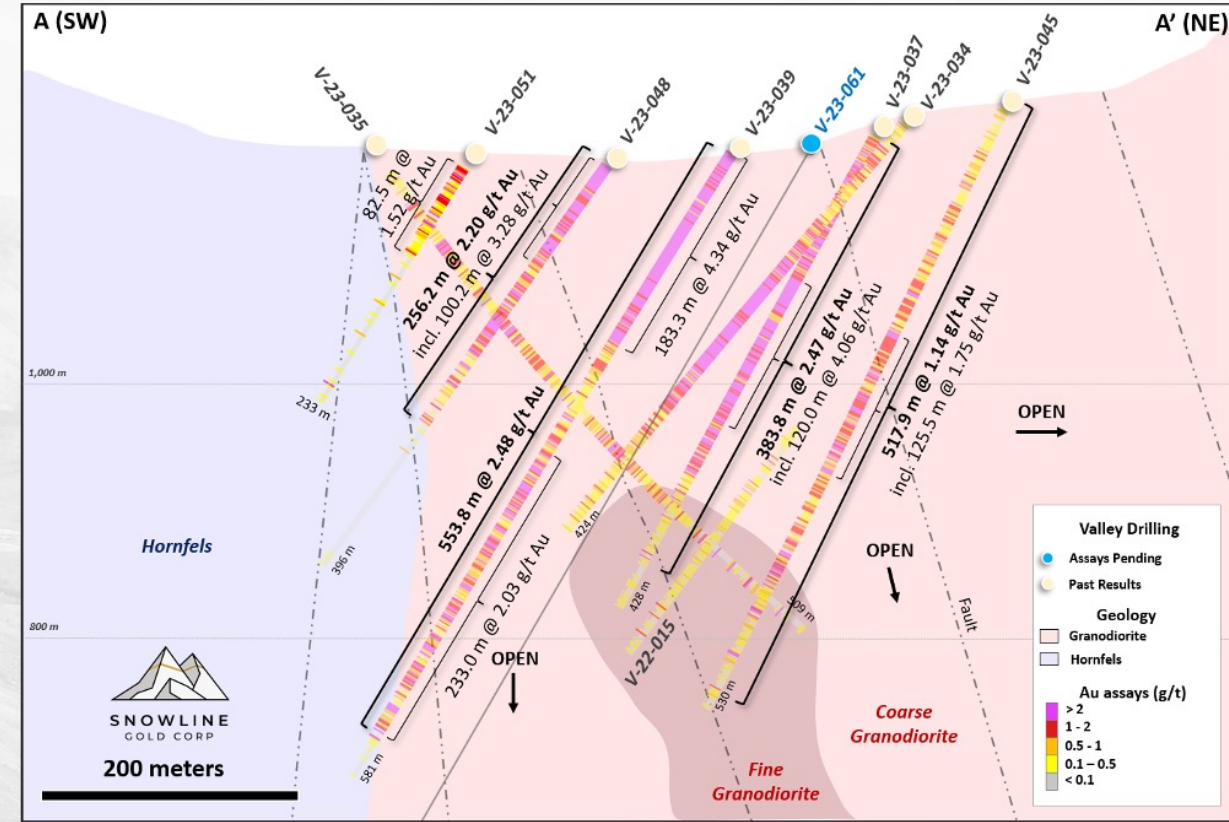 A (SW)
A' (NE)
V-23-035
V-23-051
V-23-048
V-23-039
V-23-061
V-23-037
V-23-034
V-23-045
82.5 m @
1.52 g/t Au
256.2 m @ 2.20 g/t Au
incl. 100.2 m @ 3.28 g/t Au
183.3 m @ 4.34 g/t Au
553.8 m @ 2.48 g/t Au
233.0 m @ 2.03 g/t Au
383.8 m @ 2.47 g/t Au
incl. 120.0 m @ 4.06 g/t Au
517.9 m @ 1.14 g/t Au
incl. 125.5 m @ 1.75 g/t Au
1,000 m
233 m
OPEN
424 m
396 m
Hornfels
OPEN
428 m
509 m
Fault
800 m
V-22-015
OPEN
530 m
581 m
SNOWLINE
GOLD CORP
200 meters
Coarse
Granodiorite
Fine
Granodiorite
Valley Drilling
Assays Pending
Past Results
Geology
Granodiorite
Hornfels
Au assays (g/t)
> 2
1 - 2
0.5 - 1
0.1 – 0.5
< 0.1